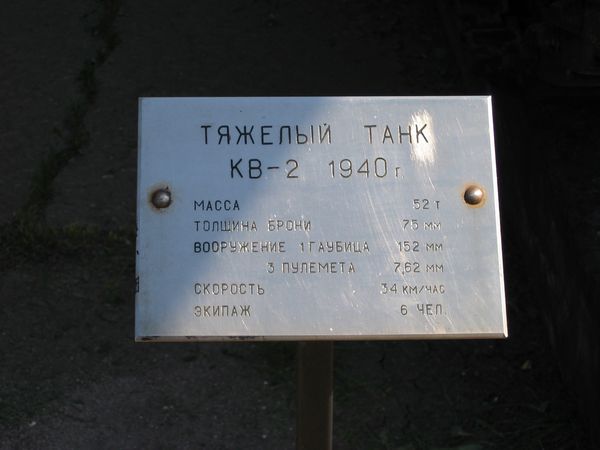 ТЯЖЕЛЫЙ ТАНК
КВ-2 1940 г.
МАССА 52 т
ТОЛЩИНА БРОНИ 75 мм
ВООРУЖЕНИЕ 1 ГАУБИЦА 152 мм
3 ПУЛЕМЕТА 7,62 мм
СКОРОСТЬ 34 КМ/ЧАС
ЭКИПАЖ 6 ЧЕЛ.